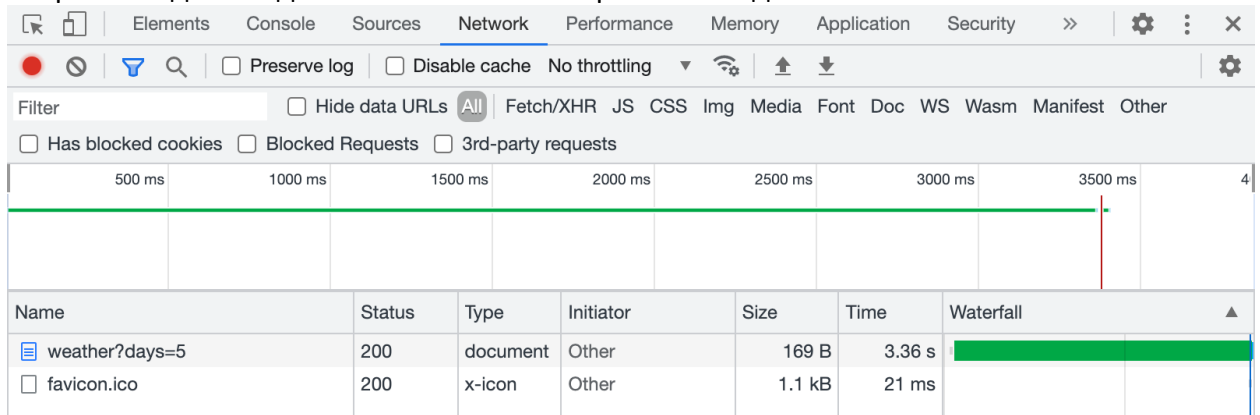 Elements Console Sources Network Performance Memory Application Security »
Preserve log Disable cache No throttling
Filter Hide data URLs All Fetch/XHR JS CSS Img Media Font Doc WS Wasm Manifest Other
Has blocked cookies Blocked Requests 3rd-party requests
500 ms 1000 ms 1500 ms 2000 ms 2500 ms 3000 ms 3500 ms 4
Name Status Type Initiator Size Time Waterfall
weather?days=5 200 document Other 169 B 3.36 s
favicon.ico 200 x-icon Other 1.1 kB 21 ms